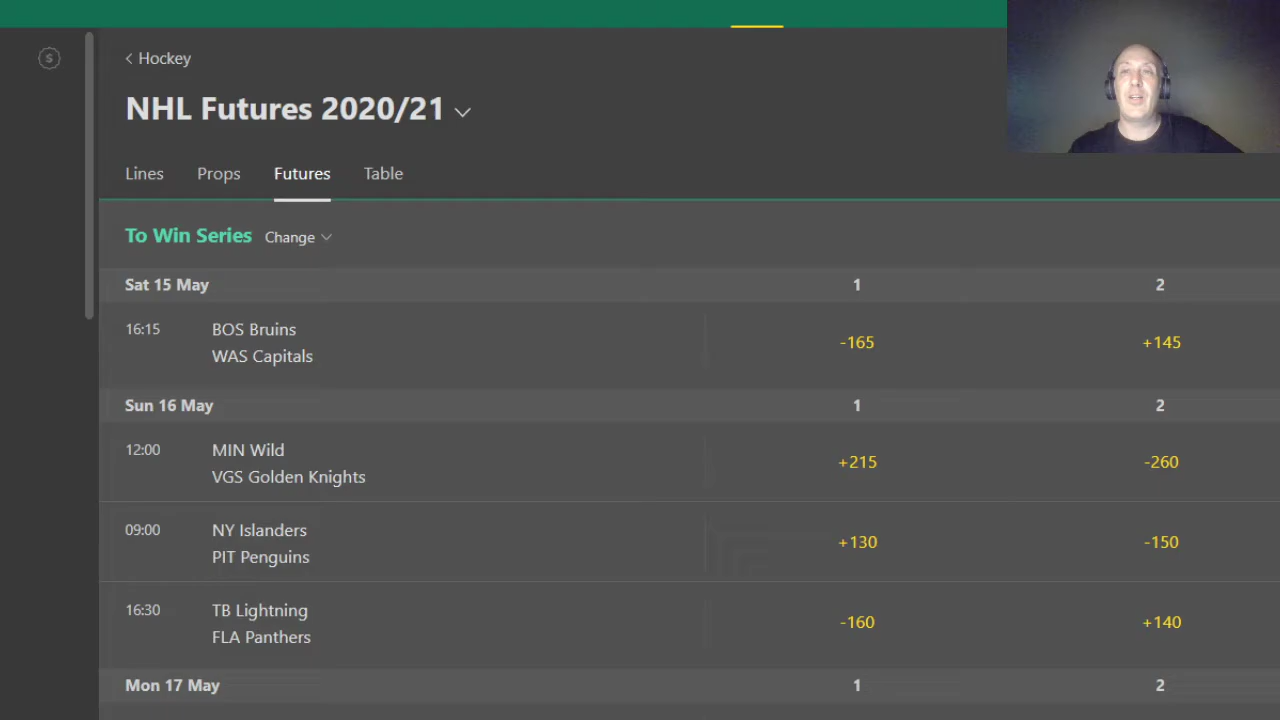 $
< Hockey
NHL Futures 2020/21
Lines Props Futures Table
To Win Series Change
Sat 15 May 1 2
16:15 BOS Bruins
WAS Capitals
-165 +145
Sun 16 May 1 2
12:00 MIN Wild
VGS Golden Knights
+215 -260
09:00 NY Islanders
PIT Penguins
+130 -150
16:30 TB Lightning
FLA Panthers
-160 +140
Mon 17 May 1 2